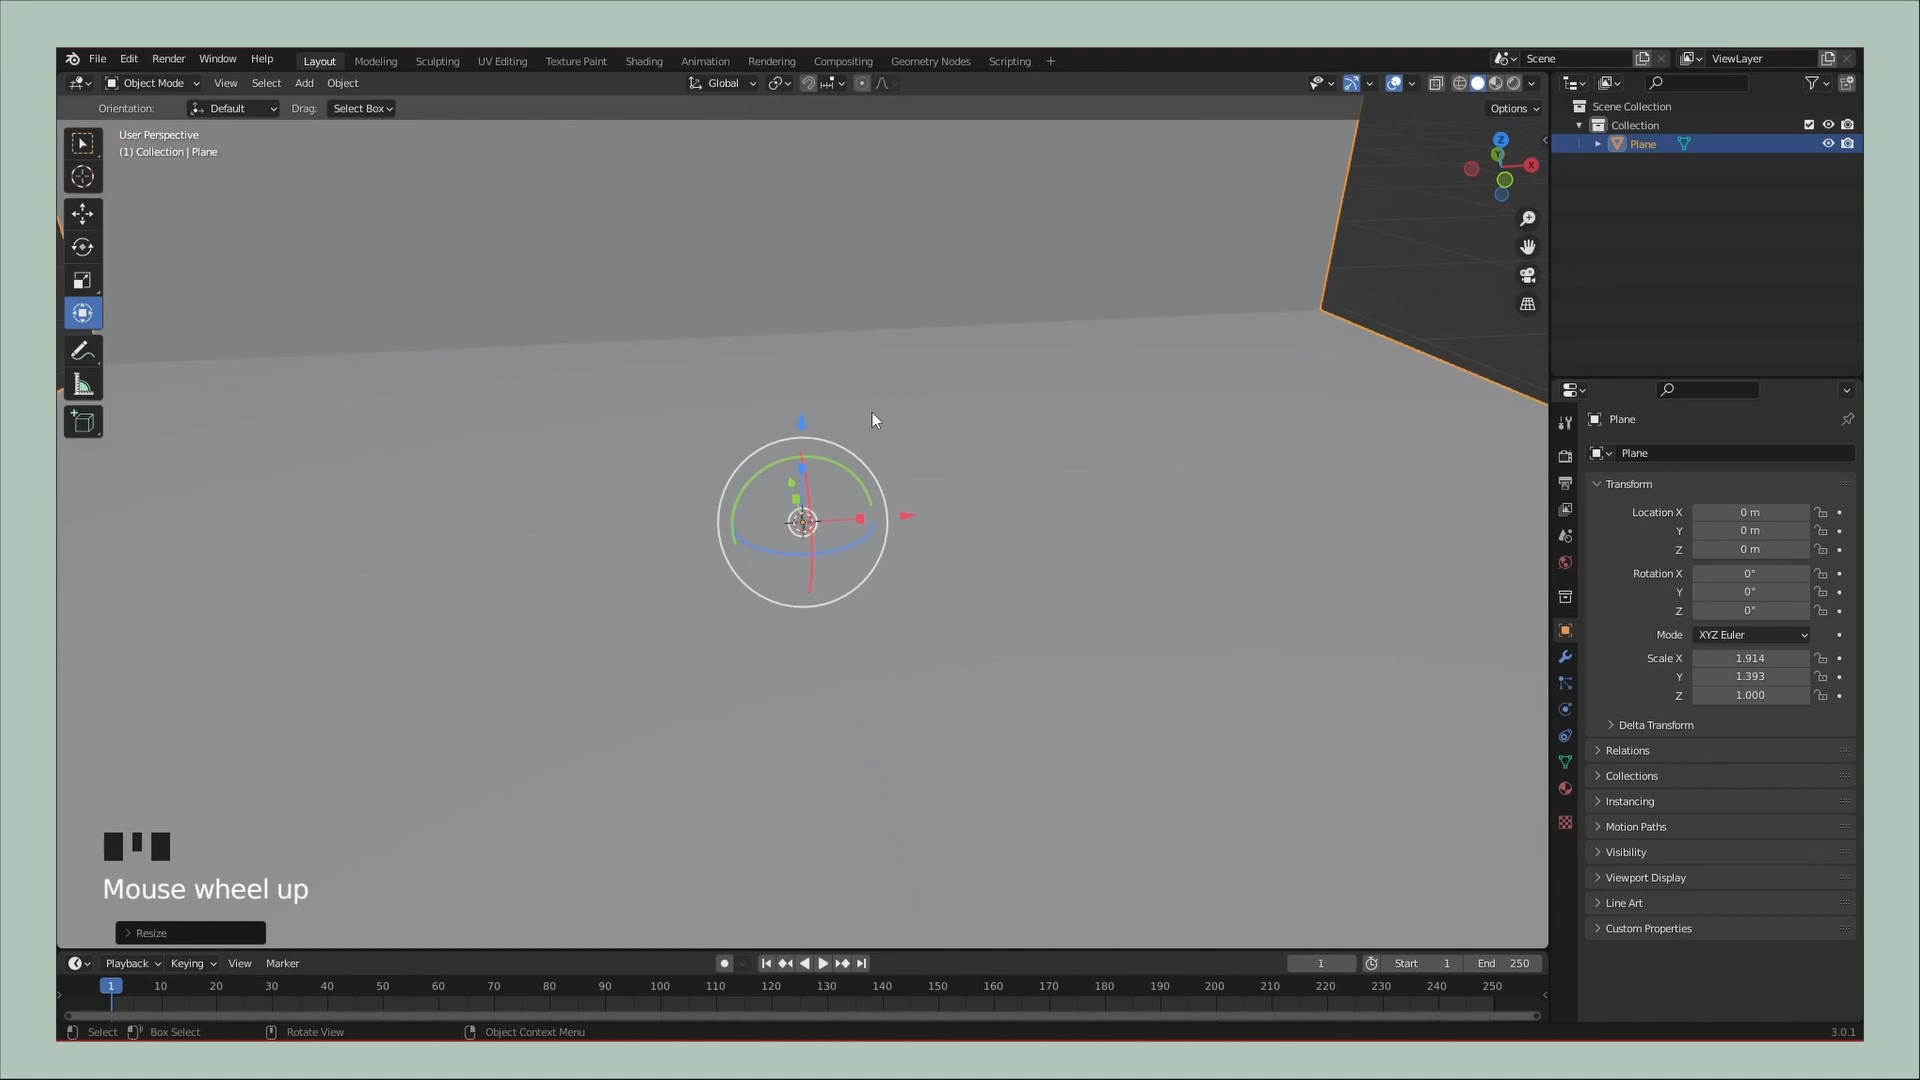 File Edit Render Window Help Layout Modeling Sculpting UV Editing Texture Paint Shading Animation Rendering Compositing Geometry Nodes Scripting + Scene ViewLayer
Object Mode View Select Add Object Global
Orientation: Default Drag: Select Box Options
User Perspective
(1) Collection | Plane
Z
Y
X
Mouse wheel up
Resize
Scene Collection
Collection
Plane
Plane
Plane
Transform
Location X 0 m
Y 0 m
Z 0 m
Rotation X 0°
Y 0°
Z 0°
Mode XYZ Euler
Scale X 1.914
Y 1.393
Z 1.000
Delta Transform
Relations
Collections
Instancing
Motion Paths
Visibility
Viewport Display
Line Art
Custom Properties
Playback Keying View Marker 1 Start 1 End 250
1 10 20 30 40 50 60 70 80 90 100 110 120 130 140 150 160 170 180 190 200 210 220 230 240 250
Select Box Select Rotate View Object Context Menu 3.0.1